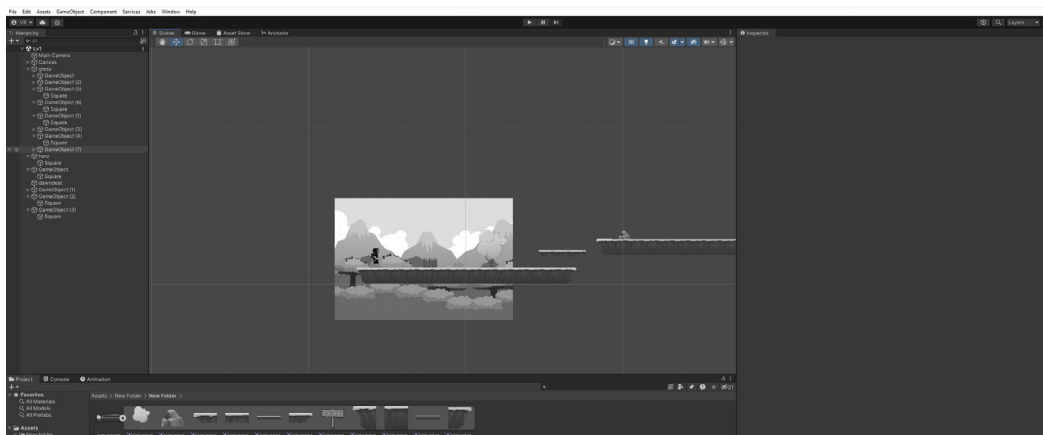 File Edit Assets GameObject Component Services Jobs Window Help
Layers
Hierarchy
Scene Game Asset Store Animator
Inspector
All
Lv1
Main Camera
Canvas
GameObject
GameObject (2)
GameObject (5)
Square
GameObject (6)
Square
GameObject (1)
Square
GameObject (3)
GameObject (4)
Square
GameObject (7)
hero
Square
GameObject
Square
GameObject (1)
GameObject (2)
Square
GameObject (3)
Square
2D
Project Console Animation
Favorites
All Materials
All Models
All Prefabs
Assets
Assets > New Folder > New Folder >